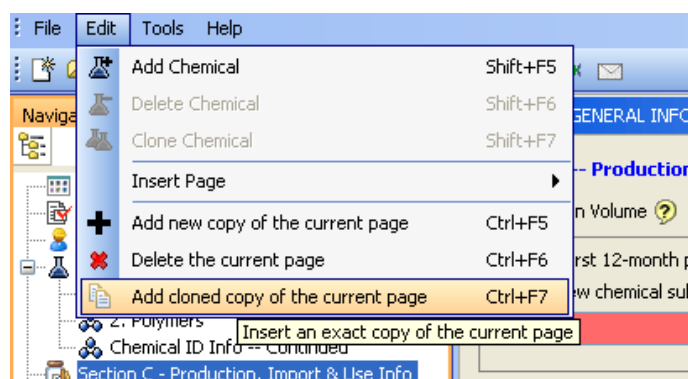 File Edit Tools Help
Add Chemical Shift+F5
Delete Chemical Shift+F6
Clone Chemical Shift+F7
Insert Page
Add new copy of the current page Ctrl+F5
Delete the current page Ctrl+F6
Add cloned copy of the current page Ctrl+F7
Insert an exact copy of the current page
Naviga
2. Polymers
Chemical ID Info -- Continued
Section C - Production, Import & Use Info
GENERAL INFO
-- Production
n Volume ?
rst 12-month p
w chemical sul